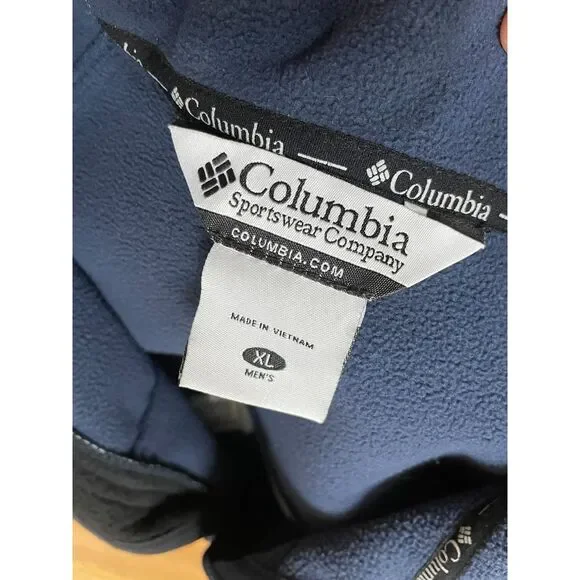 Columbia
Columbia
Columbia
Sportswear Company
COLUMBIA.COM
MADE IN VIETNAM
XL
MEN'S
Columbia